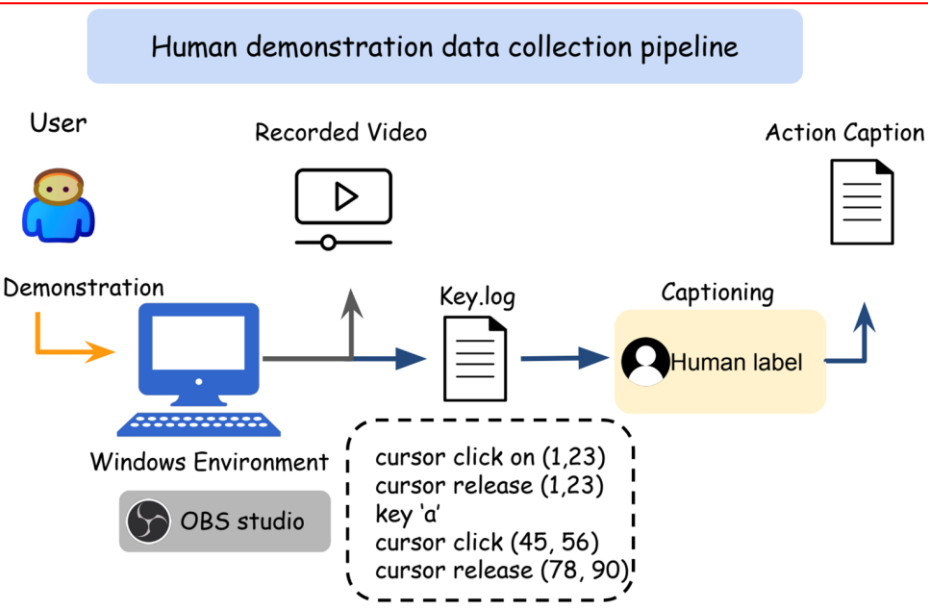 Human demonstration data collection pipeline
User
Recorded Video
Action Caption
Demonstration
Key.log
Captioning
Human label
Windows Environment
OBS studio
cursor click on (1,23)
cursor release (1,23)
key ‘a’
cursor click (45, 56)
cursor release (78, 90)